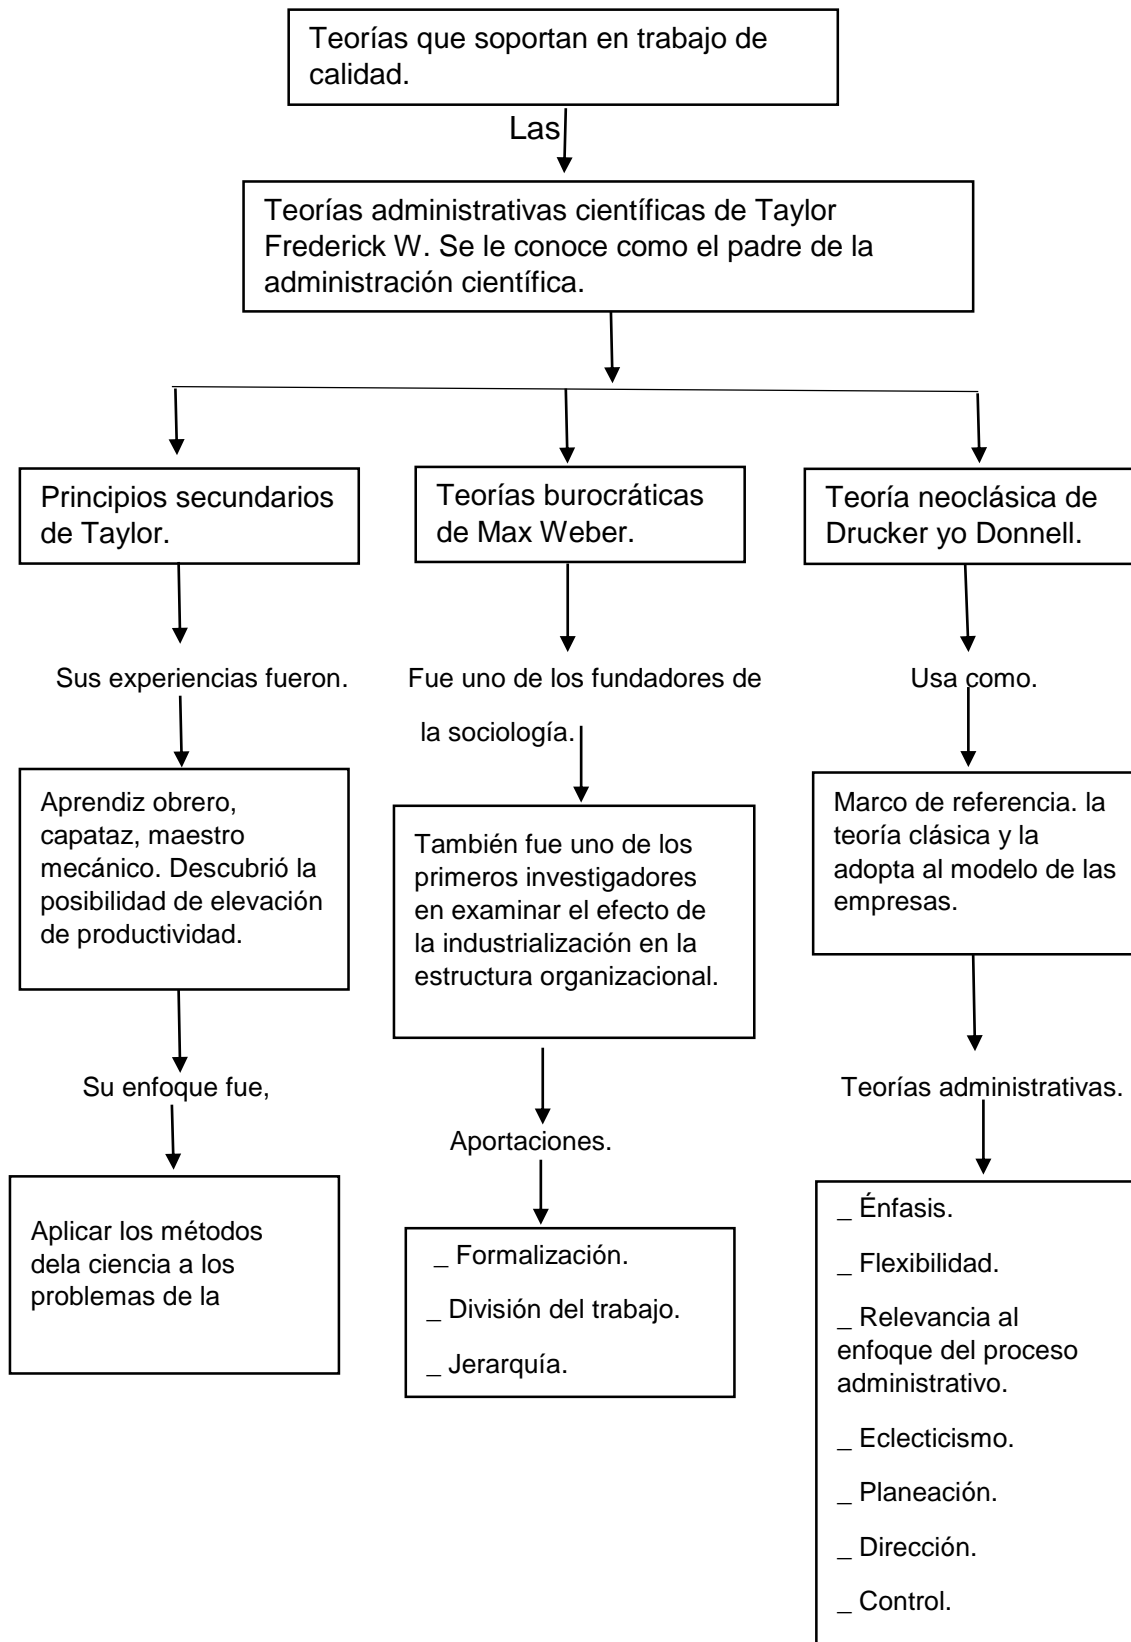 Teorías que soportan en trabajo de
calidad.
Las
Teorías administrativas científicas de Taylor
Frederick W. Se le conoce como el padre de la
administración científica.
Principios secundarios
de Taylor.
Teorías burocráticas
de Max Weber.
Teoría neoclásica de
Drucker yo Donnell.
Sus experiencias fueron.
Fue uno de los fundadores de
la sociología.
Usa como.
Aprendiz obrero,
capataz, maestro
mecánico. Descubrió la
posibilidad de elevación
de productividad.
También fue uno de los
primeros investigadores
en examinar el efecto de
la industrialización en la
estructura organizacional.
Marco de referencia. la
teoría clásica y la
adopta al modelo de las
empresas.
Su enfoque fue,
Aportaciones.
Teorías administrativas.
Aplicar los métodos
dela ciencia a los
problemas de la
_ Formalización.
_ División del trabajo.
_ Jerarquía.
_ Énfasis.
_ Flexibilidad.
_ Relevancia al
enfoque del proceso
administrativo.
_ Eclecticismo.
_ Planeación.
_ Dirección.
_ Control.